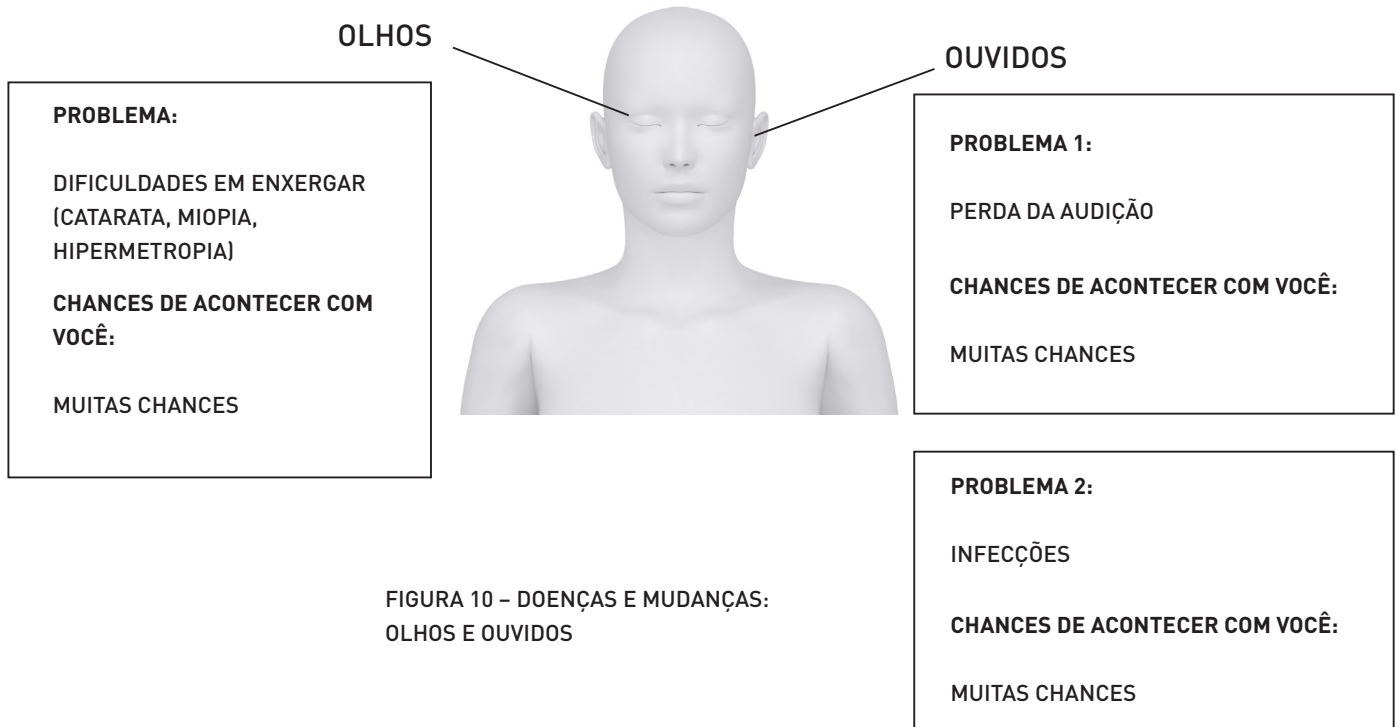 OLHOS
PROBLEMA:
DIFICULDADES EM ENXERGAR
(CATARATA, MIOPIA,
HIPERMETROPIA)
CHANCES DE ACONTECER COM
VOCÊ:
MUITAS CHANCES
OUVIDOS
PROBLEMA 1:
PERDA DA AUDIÇÃO
CHANCES DE ACONTECER COM VOCÊ:
MUITAS CHANCES
PROBLEMA 2:
INFECÇÕES
CHANCES DE ACONTECER COM VOCÊ:
MUITAS CHANCES
FIGURA 10 – DOENÇAS E MUDANÇAS:
OLHOS E OUVIDOS